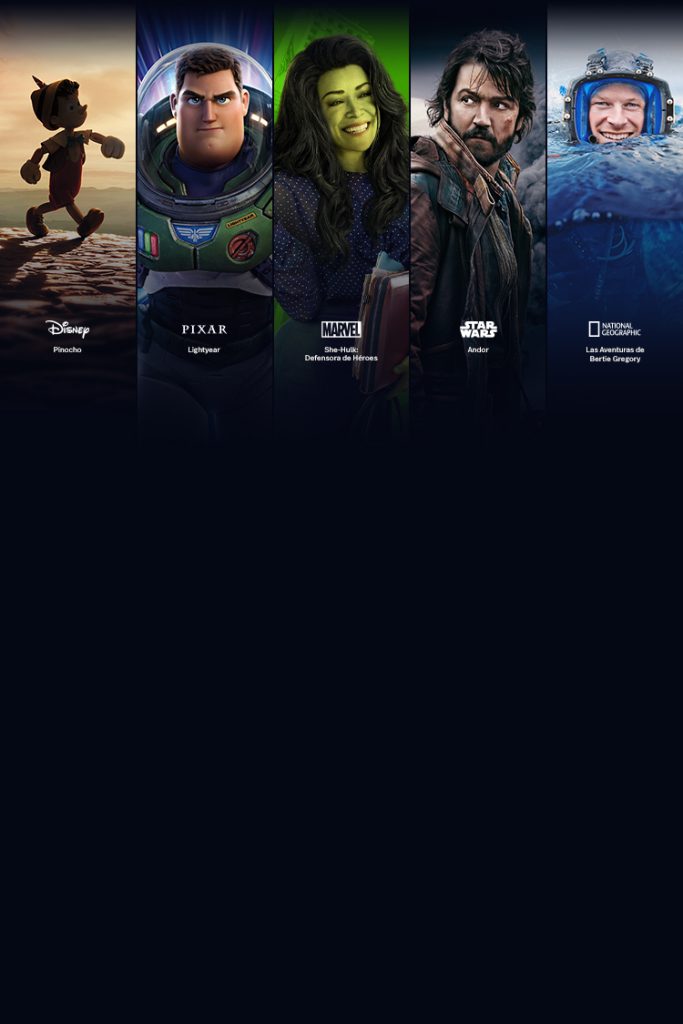 LIGHTYEAR
Disney
Pinocho
PIXAR
Lightyear
MARVEL
She-Hulk:
Defensora de Héroes
STAR
WARS
Andor
NATIONAL
GEOGRAPHIC
Las Aventuras de
Bertie Gregory